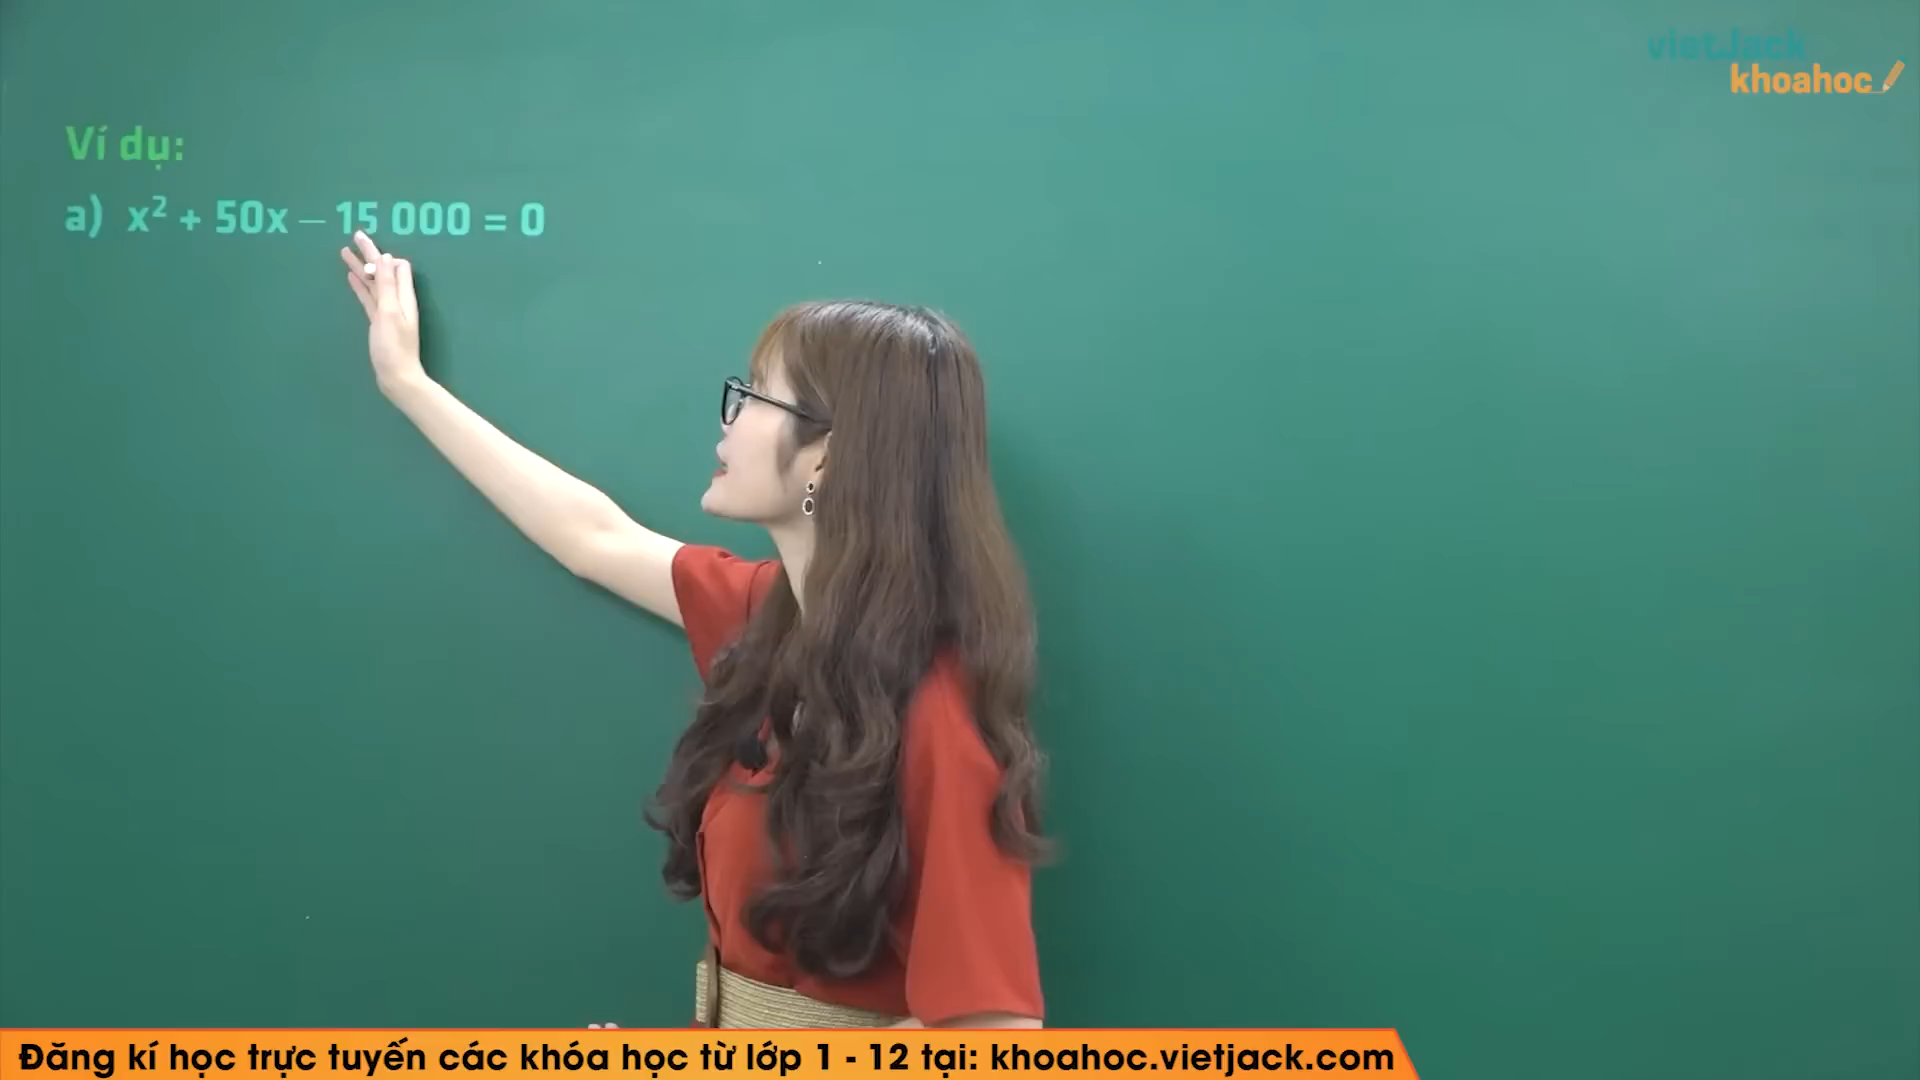 vietJack
khoahoc
Ví dụ:
a) x² + 50x – 15 000 = 0
Đăng kí học trực tuyến các khóa học từ lớp 1 - 12 tại: khoahoc.vietjack.com